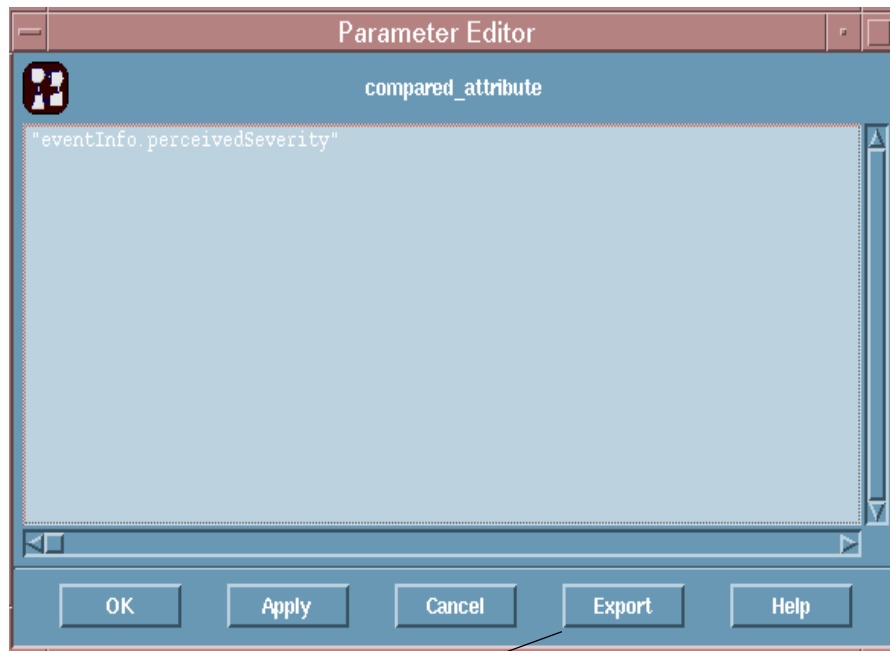 Parameter Editor
compared_attribute
"eventInfo.perceivedSeverity"
OK Apply Cancel Export Help